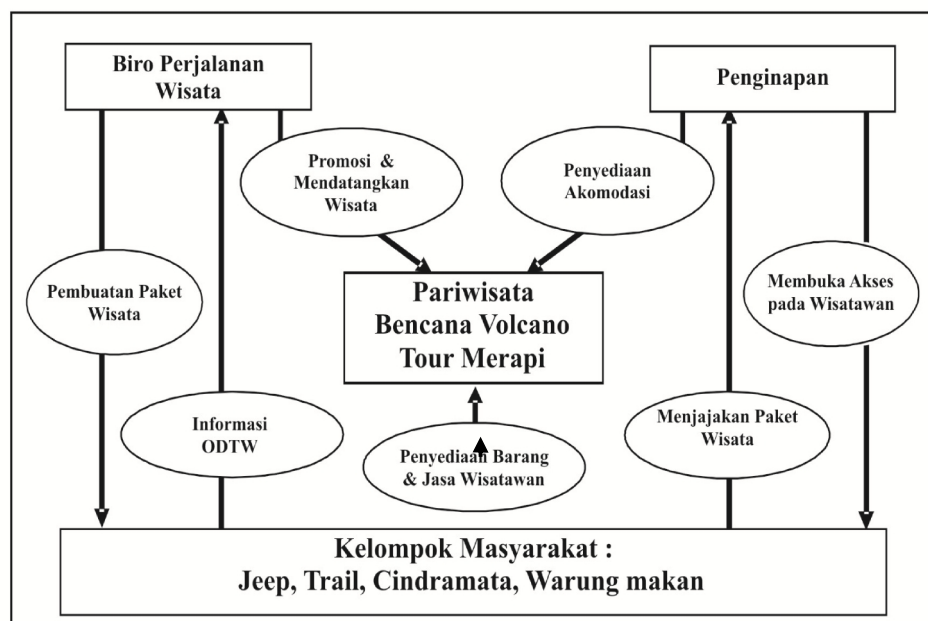 Biro Perjalanan
Wisata
Penginapan
Promosi &
Mendatangkan
Wisata
Penyediaan
Akomodasi
Pembuatan Paket
Wisata
Pariwisata
Bencana Volcano
Tour Merapi
Membuka Akses
pada Wisatawan
Informasi
ODTW
Menjajakan Paket
Wisata
Penyediaan Barang
& Jasa Wisatawan
Kelompok Masyarakat :
Jeep, Trail, Cindramata, Warung makan